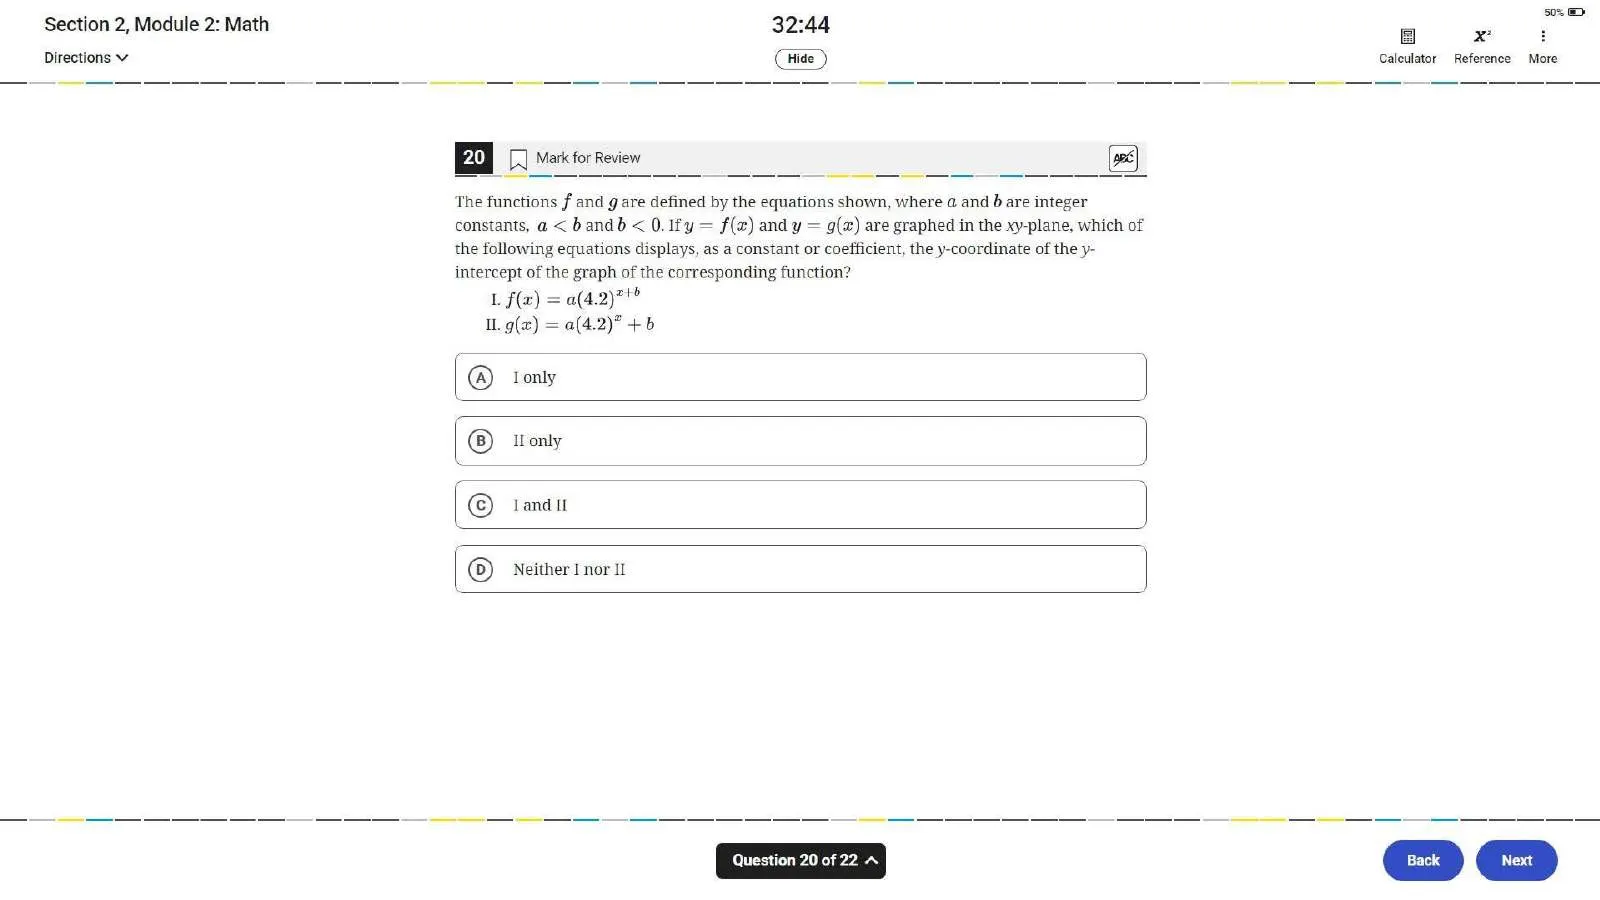 50%
Section 2, Module 2: Math
32:44
Directions
Hide
Calculator
Reference
More
20 Mark for Review ABC
The functions f and g are defined by the equations shown, where a and b are integer
constants, a < b and b < 0. If y = f(x) and y = g(x) are graphed in the xy-plane, which of
the following equations displays, as a constant or coefficient, the y-coordinate of the y-
intercept of the graph of the corresponding function?
I. f(x) = a(4.2)^{x+b}
II. g(x) = a(4.2)^x + b
A I only
B II only
C I and II
D Neither I nor II
Question 20 of 22
Back
Next